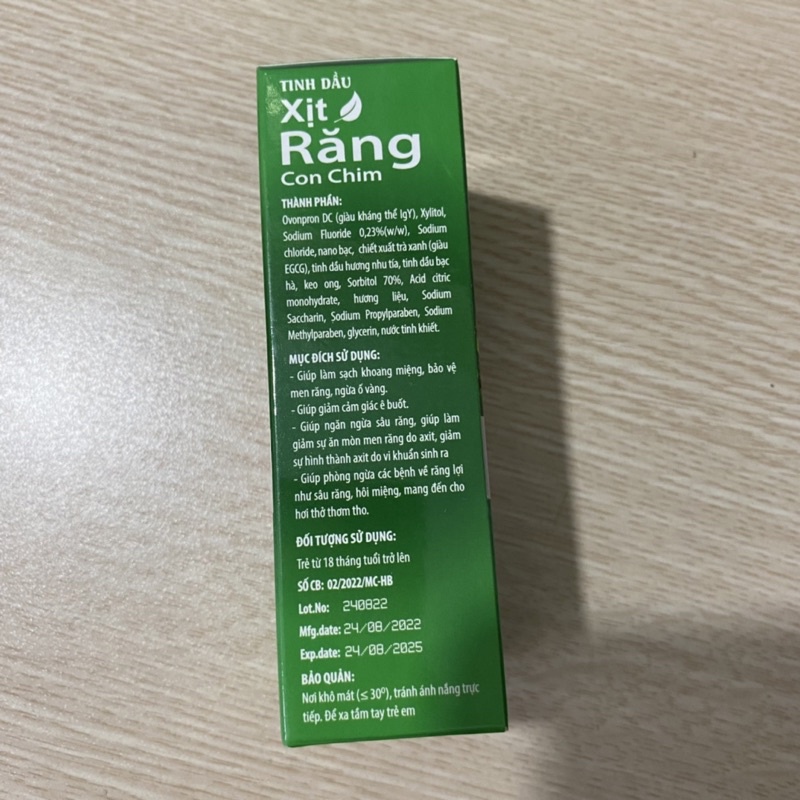 TINH DẦU
Xịt
Răng
Con Chim
THÀNH PHẦN:
Ovonpron DC (giàu kháng thể IgY), Xylitol,
Sodium Fluoride 0,23%(w/w), Sodium
chloride, nano bạc, chiết xuất trà xanh (giàu
EGCG), tinh dầu hương nhu tía, tinh dầu bạc
hà, keo ong, Sorbitol 70%, Acid citric
monohydrate, hương liệu, Sodium
Saccharin, Sodium Propylparaben, Sodium
Methylparaben, glycerin, nước tinh khiết.
MỤC ĐÍCH SỬ DỤNG:
- Giúp làm sạch khoang miệng, bảo vệ
men răng, ngừa ố vàng.
- Giúp giảm cảm giác ê buốt.
- Giúp ngăn ngừa sâu răng, giúp làm
giảm sự ăn mòn men răng do axit, giảm
sự hình thành axit do vi khuẩn sinh ra
- Giúp phòng ngừa các bệnh về răng lợi
như sâu răng, hôi miệng, mang đến cho
hơi thở thơm tho.
ĐỐI TƯỢNG SỬ DỤNG:
Trẻ từ 18 tháng tuổi trở lên
SỐ CB: 02/2022/MC-HB
Lot.No: 240822
Mfg.date: 24/08/2022
Exp.date: 24/08/2025
BẢO QUẢN:
Nơi khô mát (≤ 30⁰), tránh ánh nắng trực
tiếp. Để xa tầm tay trẻ em